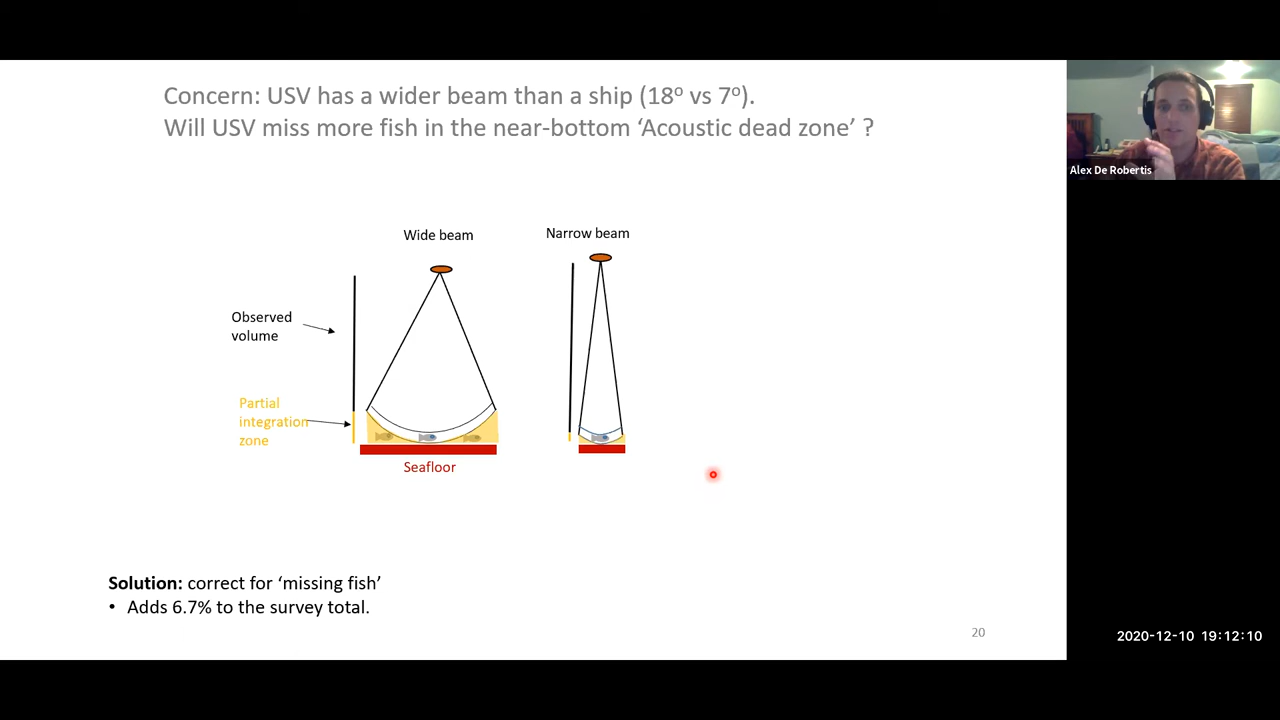 Concern: USV has a wider beam than a ship (18º vs 7º).
Will USV miss more fish in the near-bottom ‘Acoustic dead zone’ ?
Alex De Robertis
Wide beam
Narrow beam
Observed
volume
Partial
integration
zone
Seafloor
Solution: correct for ‘missing fish’
• Adds 6.7% to the survey total.
20
2020-12-10 19:12:10